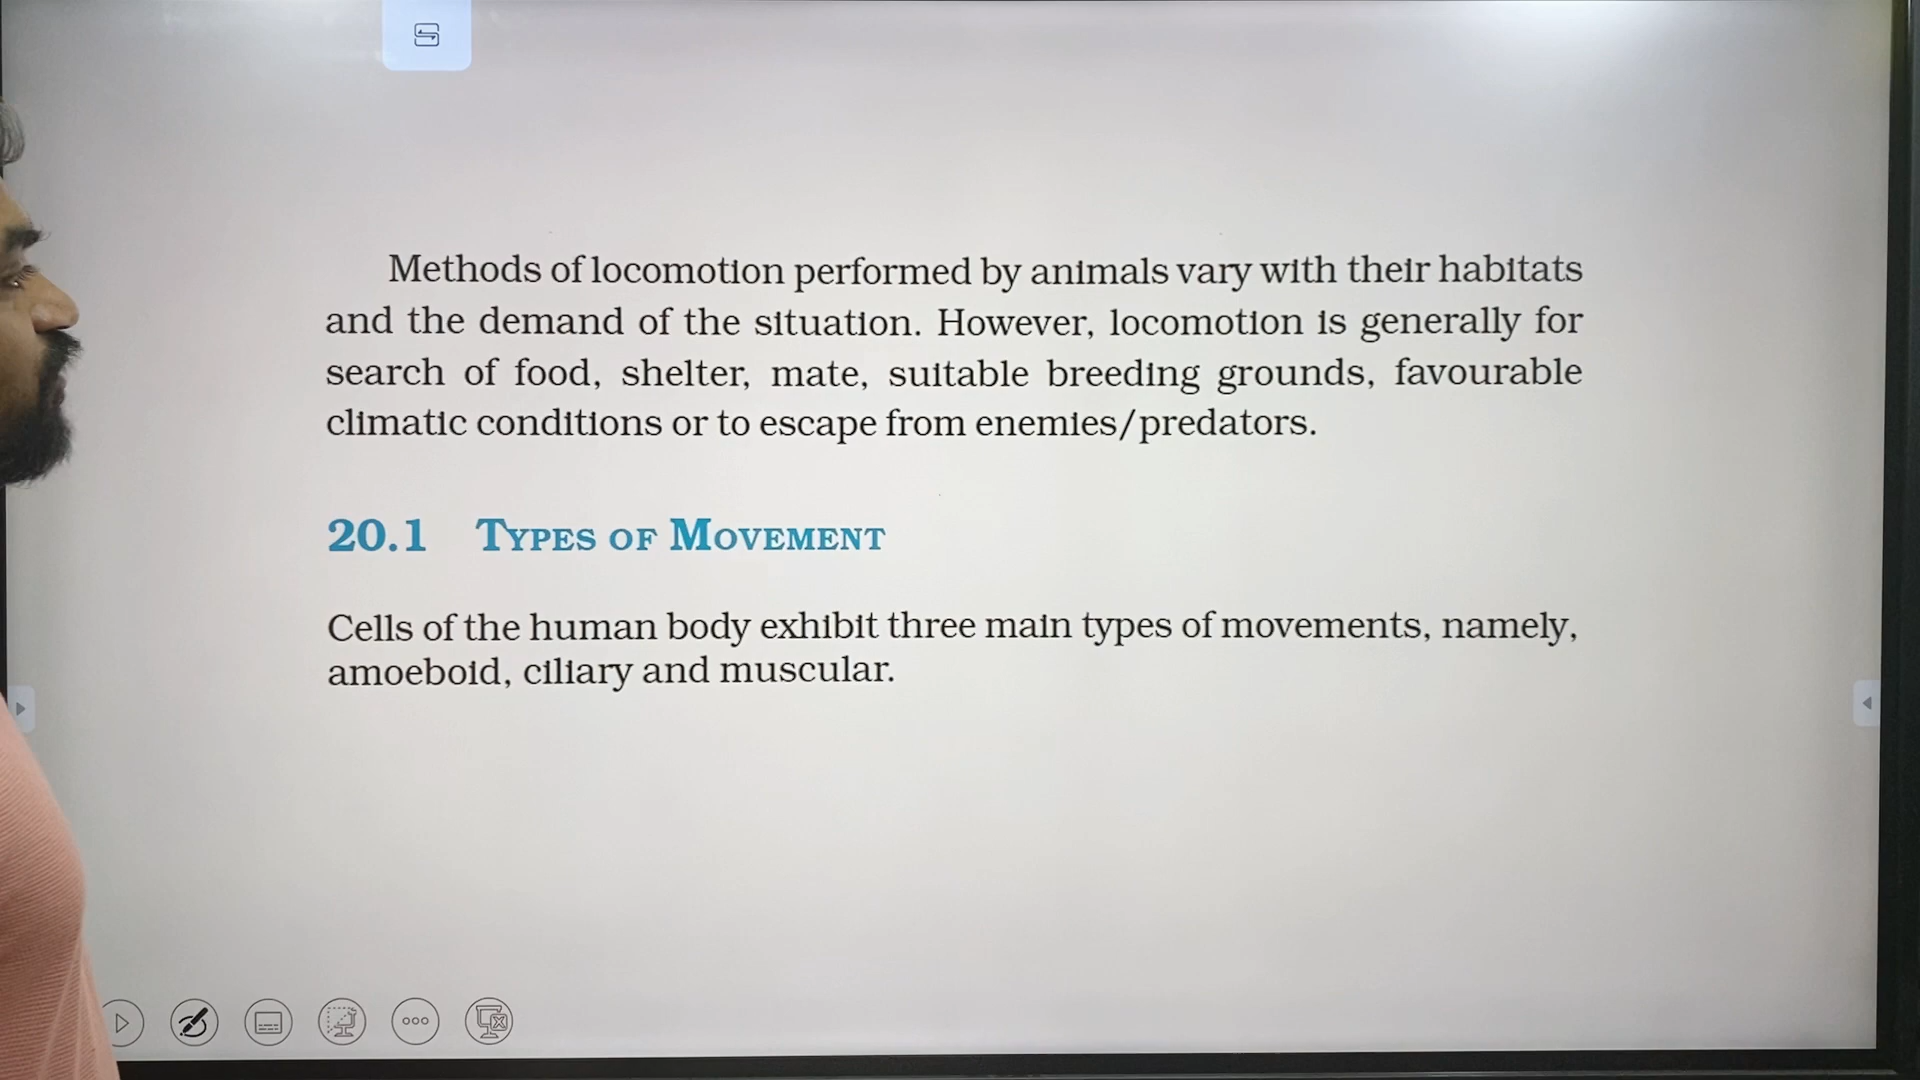 Methods of locomotion performed by animals vary with their habitats
and the demand of the situation. However, locomotion is generally for
search of food, shelter, mate, suitable breeding grounds, favourable
climatic conditions or to escape from enemies/predators.
20.1 TYPES OF MOVEMENT
Cells of the human body exhibit three main types of movements, namely,
amoeboid, ciliary and muscular.